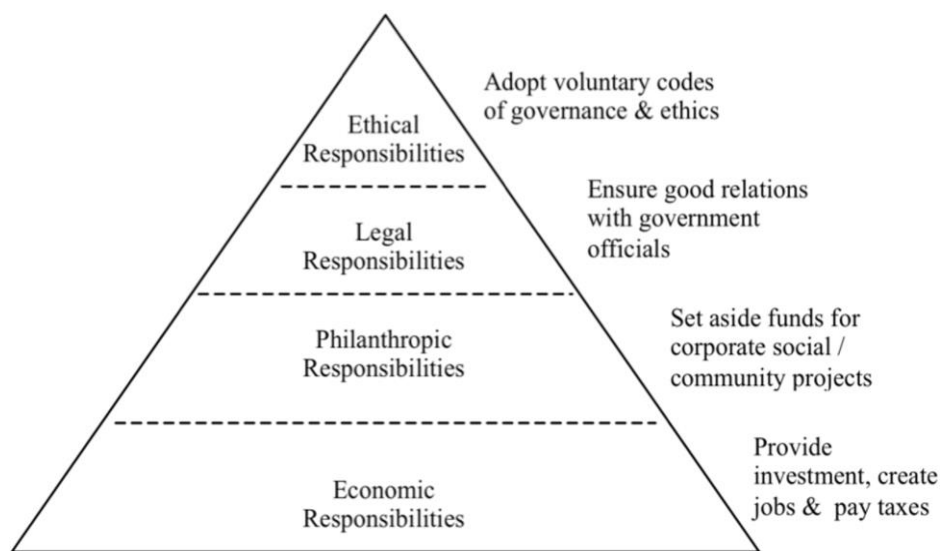 Adopt voluntary codes
of governance & ethics
Ethical
Responsibilities
Ensure good relations
with government
officials
Legal
Responsibilities
Set aside funds for
corporate social /
community projects
Philanthropic
Responsibilities
Provide
investment, create
jobs & pay taxes
Economic
Responsibilities